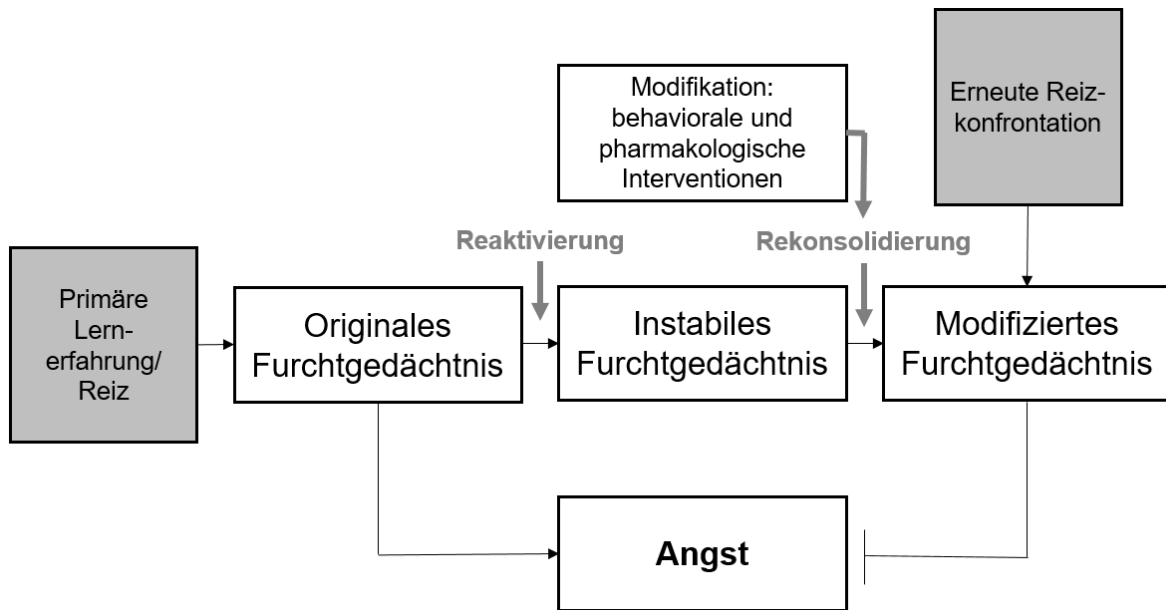 Modifikation:
behaviorale und
pharmakologische
Interventionen
Erneute Reiz-
konfrontation
Reaktivierung
Rekonsolidierung
Primäre
Lern-
erfahrung/
Reiz
Originales
Furchtgedächtnis
Instabiles
Furchtgedächtnis
Modifiziertes
Furchtgedächtnis
Angst